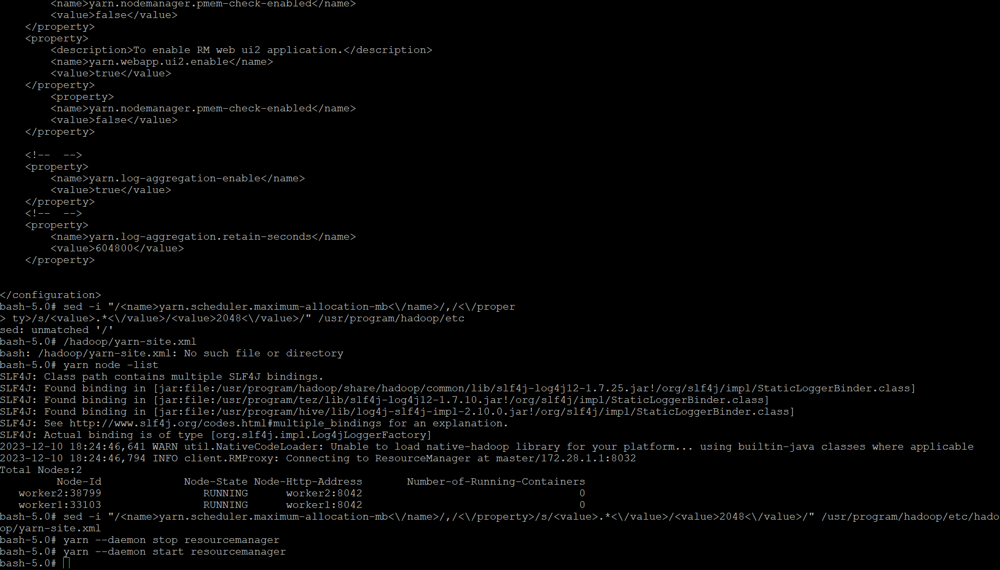 <name>yarn.nodemanager.pmem-check-enabled</name>
        <value>false</value>
    </property>
    <property>
        <description>To enable RM web ui2 application.</description>
        <name>yarn.webapp.ui2.enable</name>
        <value>true</value>
    </property>
        <property>
        <name>yarn.nodemanager.pmem-check-enabled</name>
        <value>false</value>
    </property>

    <!--  -->
    <property>
        <name>yarn.log-aggregation-enable</name>
        <value>true</value>
    </property>
    <!--  -->
    <property>
        <name>yarn.log-aggregation.retain-seconds</name>
        <value>604800</value>
    </property>


</configuration>
bash-5.0# sed -i "/<name>yarn.scheduler.maximum-allocation-mb<\/name>/,/<\/proper
> ty>/s/<value>.*<\/value>/<value>2048<\/value>/" /usr/program/hadoop/etc
sed: unmatched '/'
bash-5.0# /hadoop/yarn-site.xml
bash: /hadoop/yarn-site.xml: No such file or directory
bash-5.0# yarn node -list
SLF4J: Class path contains multiple SLF4J bindings.
SLF4J: Found binding in [jar:file:/usr/program/hadoop/share/hadoop/common/lib/slf4j-log4j12-1.7.25.jar!/org/slf4j/impl/StaticLoggerBinder.class]
SLF4J: Found binding in [jar:file:/usr/program/tez/lib/slf4j-log4j12-1.7.10.jar!/org/slf4j/impl/StaticLoggerBinder.class]
SLF4J: Found binding in [jar:file:/usr/program/hive/lib/log4j-slf4j-impl-2.10.0.jar!/org/slf4j/impl/StaticLoggerBinder.class]
SLF4J: See http://www.slf4j.org/codes.html#multiple_bindings for an explanation.
SLF4J: Actual binding is of type [org.slf4j.impl.Log4jLoggerFactory]
2023-12-10 18:24:46,641 WARN util.NativeCodeLoader: Unable to load native-hadoop library for your platform... using builtin-java classes where applicable
2023-12-10 18:24:46,794 INFO client.RMProxy: Connecting to ResourceManager at master/172.28.1.1:8032
Total Nodes:2
         Node-Id             Node-State Node-Http-Address       Number-of-Running-Containers
   worker2:38799                RUNNING      worker2:8042                                  0
   worker1:33103                RUNNING      worker1:8042                                  0
bash-5.0# sed -i "/<name>yarn.scheduler.maximum-allocation-mb<\/name>/,/<\/property>/s/<value>.*<\/value>/<value>2048<\/value>/" /usr/program/hadoop/etc/hado
op/yarn-site.xml
bash-5.0# yarn --daemon stop resourcemanager
bash-5.0# yarn --daemon start resourcemanager
bash-5.0#